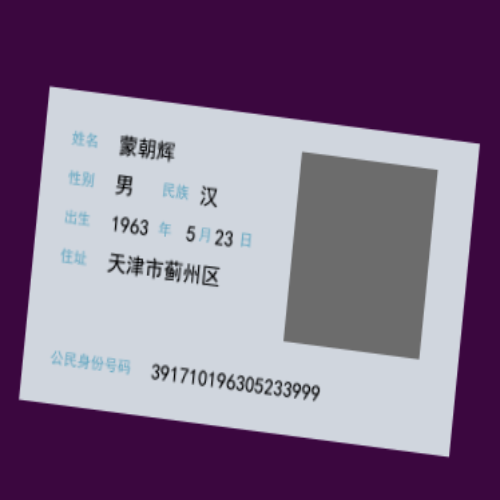 姓名 蒙朝辉
性别 男 民族 汉
出生 1963 年 5 月 23 日
住址 天津市蓟州区
公民身份号码 391710196305233999